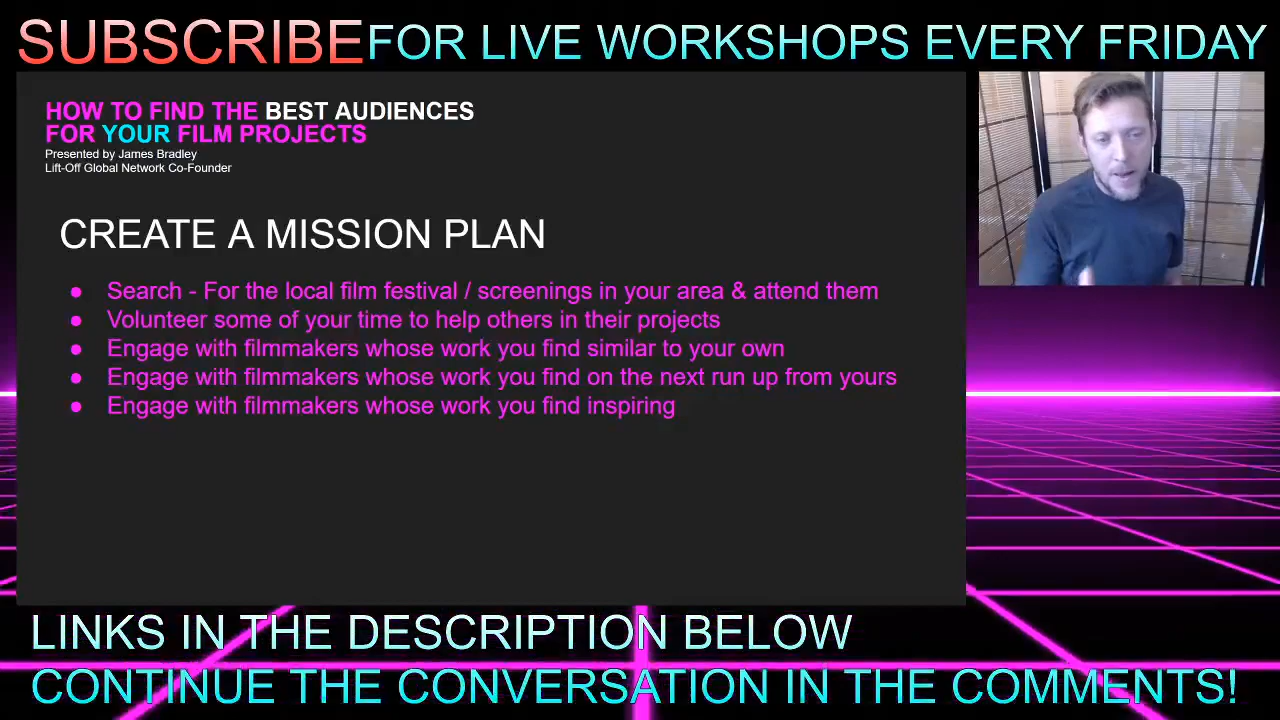 SUBSCRIBE FOR LIVE WORKSHOPS EVERY FRIDAY
HOW TO FIND THE BEST AUDIENCES
FOR YOUR FILM PROJECTS
Presented by James Bradley
Lift-Off Global Network Co-Founder
CREATE A MISSION PLAN
● Search - For the local film festival / screenings in your area & attend them
● Volunteer some of your time to help others in their projects
● Engage with filmmakers whose work you find similar to your own
● Engage with filmmakers whose work you find on the next run up from yours
● Engage with filmmakers whose work you find inspiring
LINKS IN THE DESCRIPTION BELOW
CONTINUE THE CONVERSATION IN THE COMMENTS!